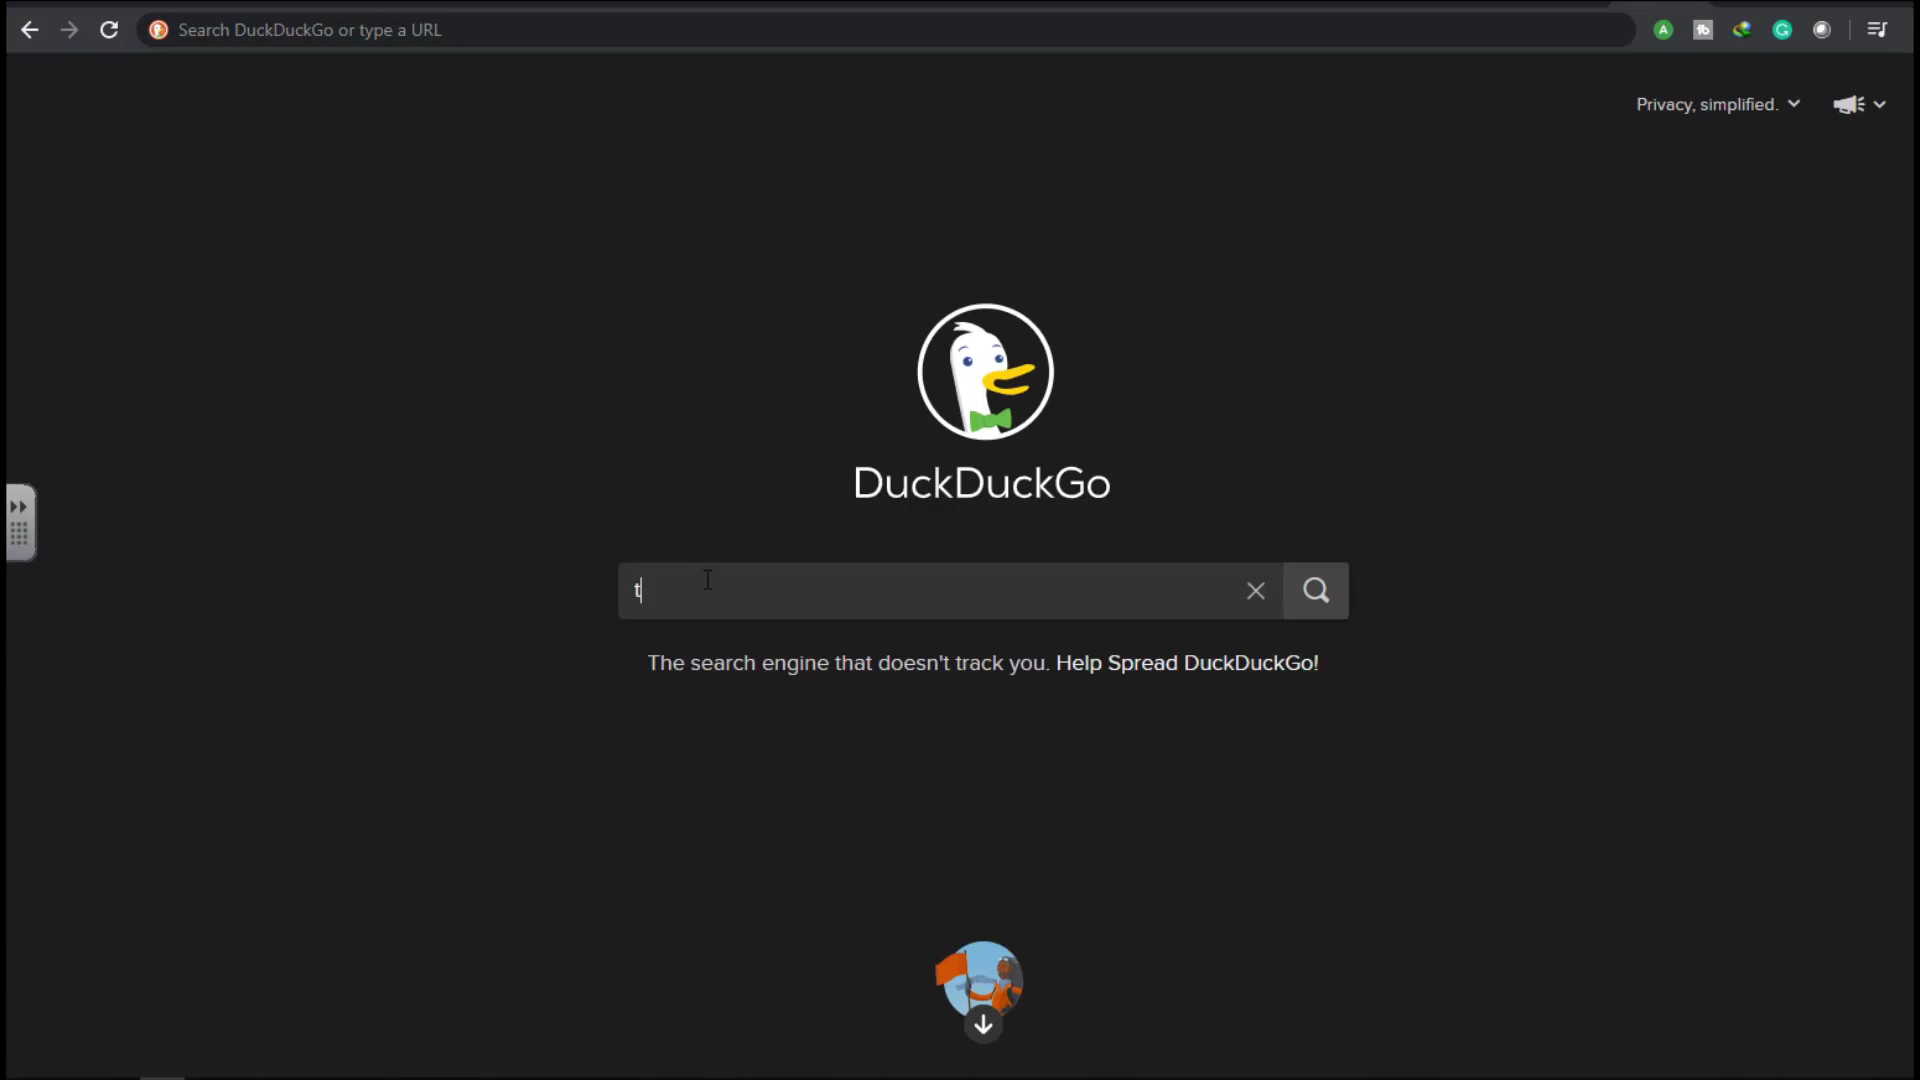 Search DuckDuckGo or type a URL
Privacy, simplified.
DuckDuckGo
t
The search engine that doesn't track you. Help Spread DuckDuckGo!